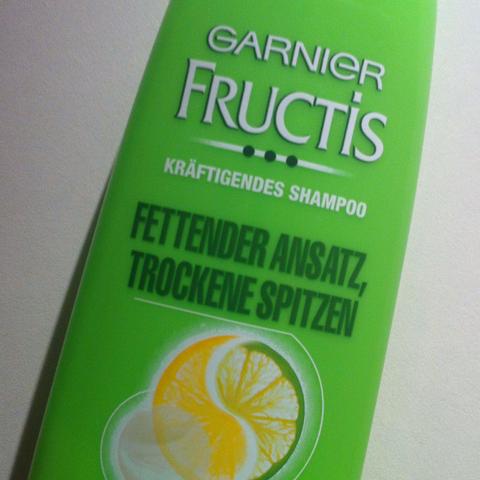 GARNIER
FRUCTIS
KRÄFTIGENDES SHAMPOO
FETTENDER ANSATZ,
TROCKENE SPITZEN